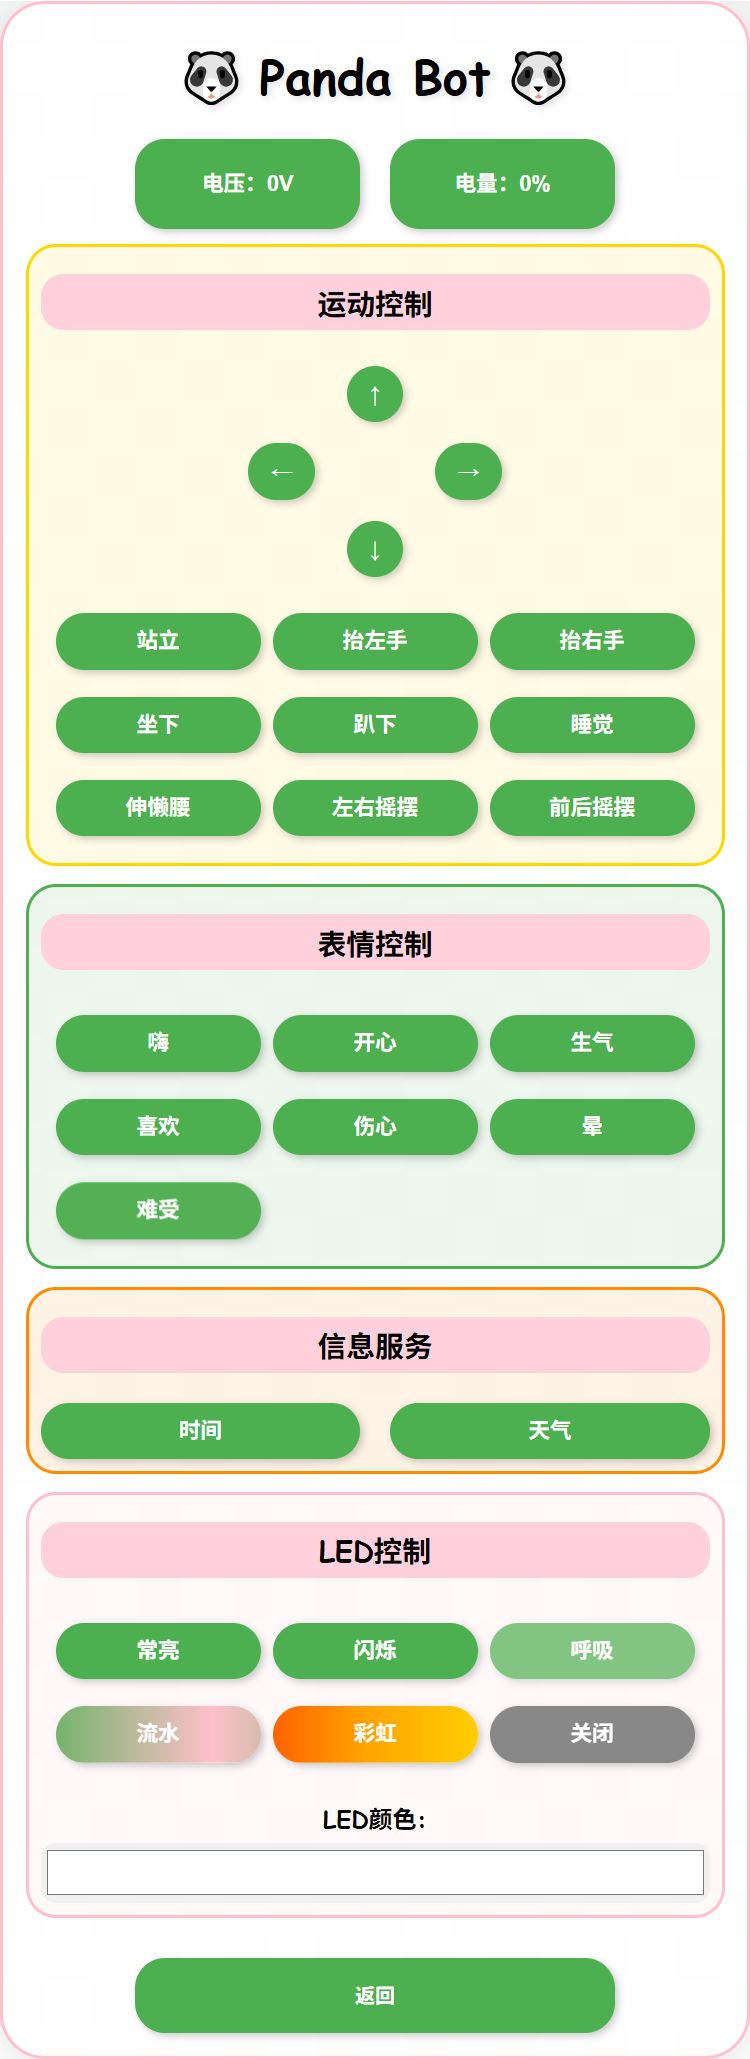 Panda Bot
电压：0V
电量：0%
运动控制
↑
← →
↓
站立 抬左手 抬右手
坐下 趴下 睡觉
伸懒腰 左右摇摆 前后摇摆
表情控制
嗨 开心 生气
喜欢 伤心 晕
难受
信息服务
时间 天气
LED控制
常亮 闪烁 呼吸
流水 彩虹 关闭
LED颜色：
返回